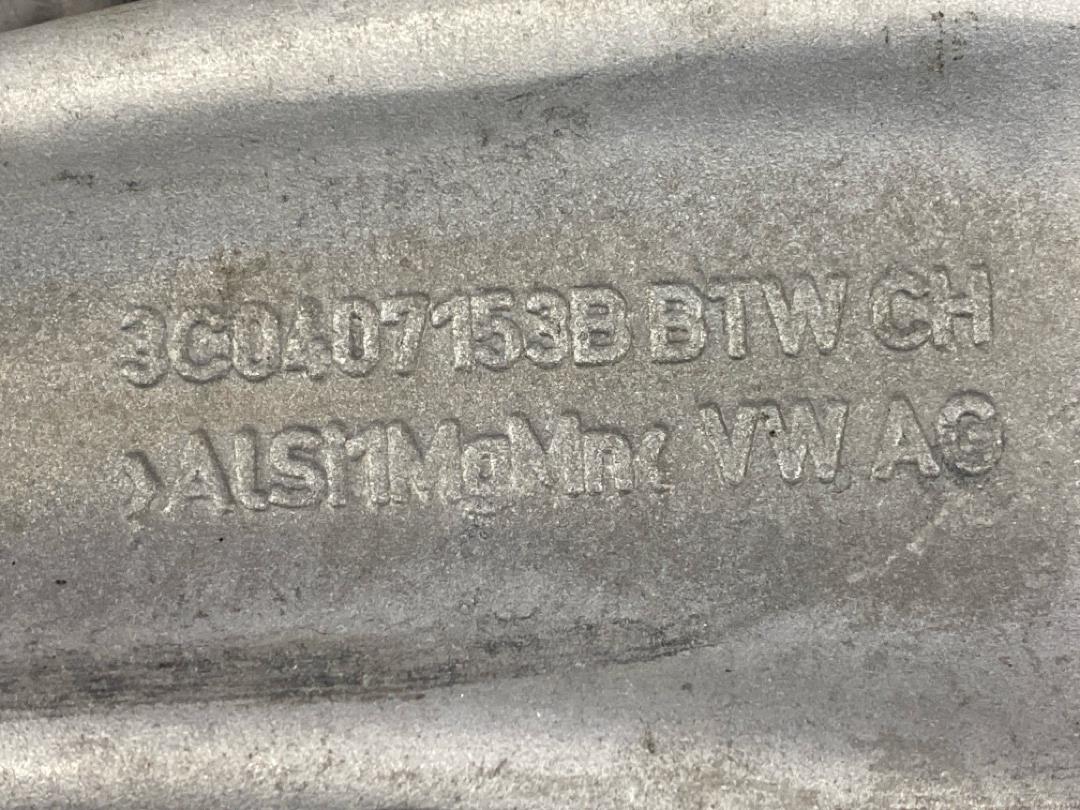 3C0407153B BTW CH
>AlSi1MgMn< VW AG